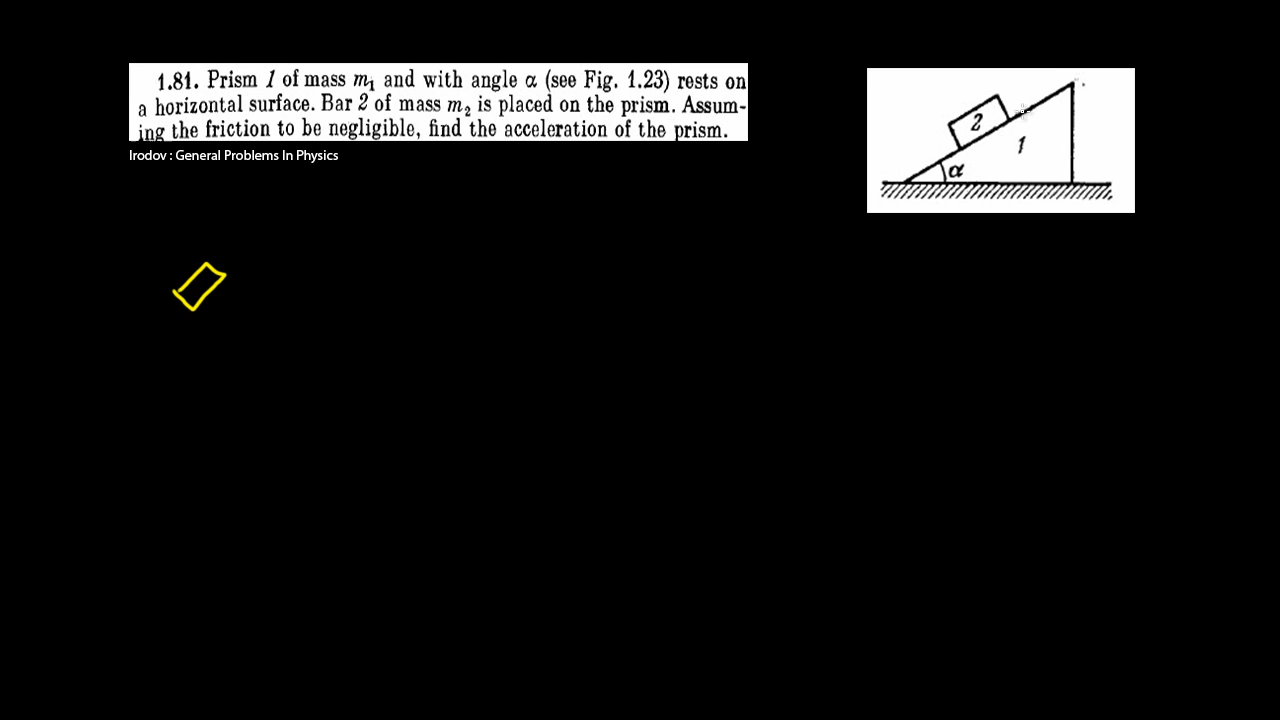 1.81. Prism 1 of mass m₁ and with angle α (see Fig. 1.23) rests on
a horizontal surface. Bar 2 of mass m₂ is placed on the prism. Assum-
ing the friction to be negligible, find the acceleration of the prism.
Irodov : General Problems In Physics
2
1
α